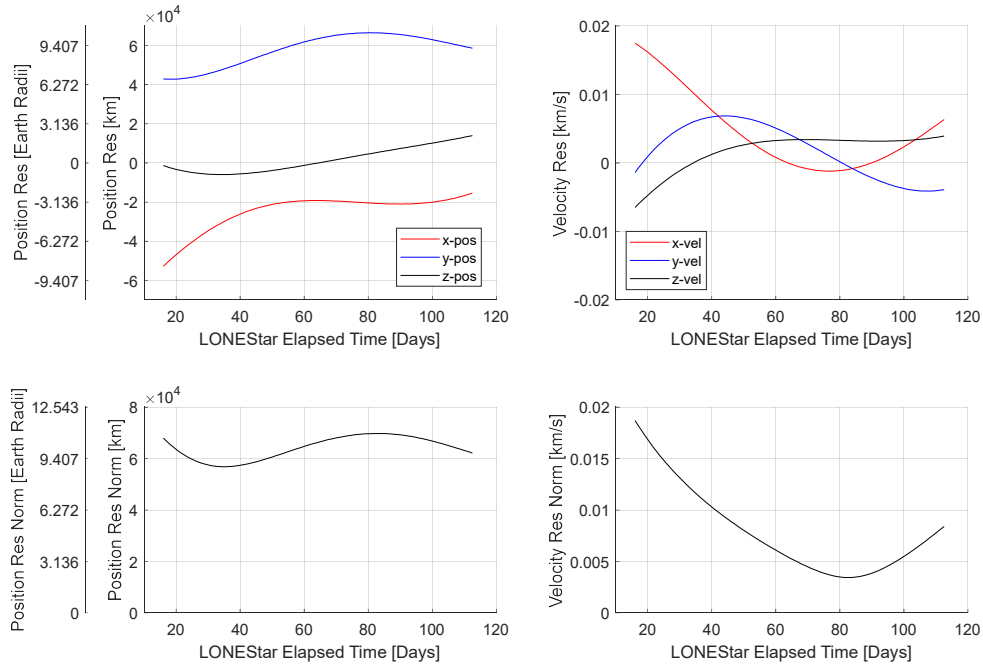 ×10⁴
Position Res [Earth Radii]
9.407
6.272
3.136
0
-3.136
-6.272
-9.407
Position Res [km]
6
4
2
0
-2
-4
-6
x-pos
y-pos
z-pos
20 40 60 80 100 120
LONEStar Elapsed Time [Days]
Velocity Res [km/s]
0.02
0.01
0
-0.01
-0.02
x-vel
y-vel
z-vel
20 40 60 80 100 120
LONEStar Elapsed Time [Days]
×10⁴
Position Res Norm [Earth Radii]
12.543
9.407
6.272
3.136
0
Position Res Norm [km]
8
6
4
2
0
20 40 60 80 100 120
LONEStar Elapsed Time [Days]
Velocity Res Norm [km/s]
0.02
0.015
0.01
0.005
0
20 40 60 80 100 120
LONEStar Elapsed Time [Days]